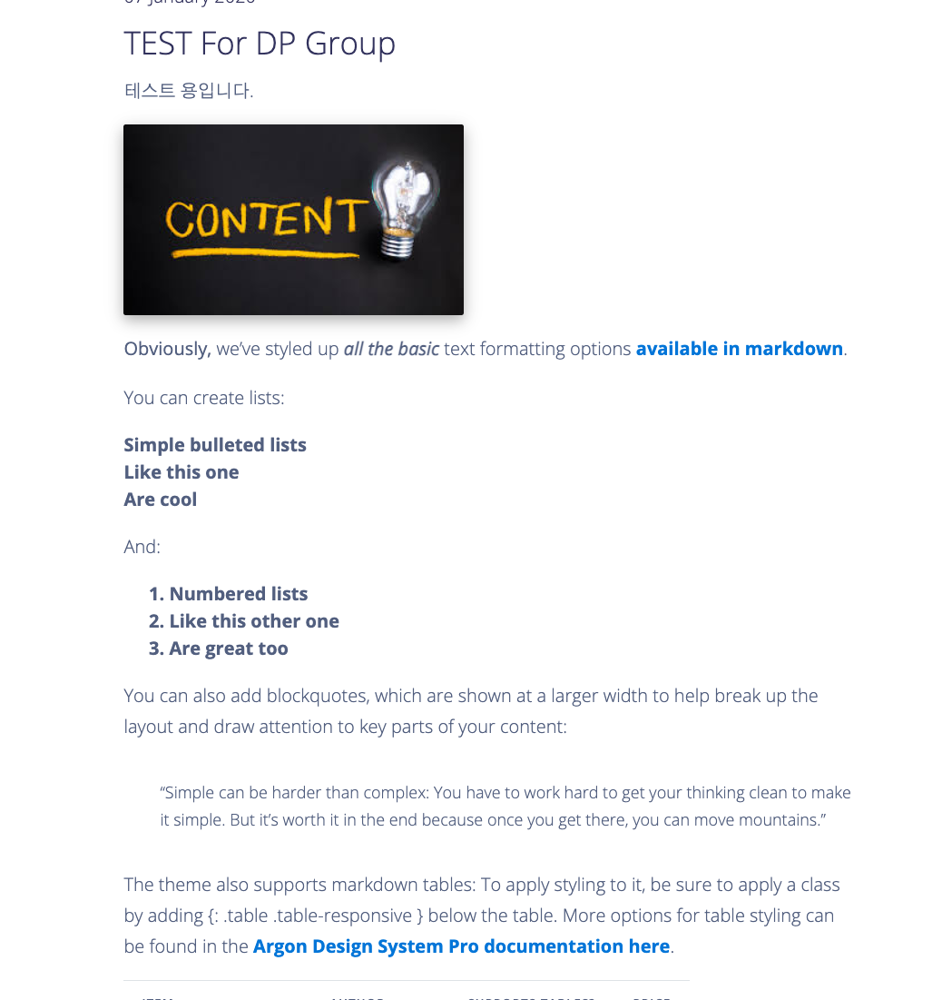 07 January 2020
TEST For DP Group
테스트 용입니다.
CONTENT
Obviously, we’ve styled up all the basic text formatting options available in markdown.
You can create lists:
Simple bulleted lists
Like this one
Are cool
And:
1. Numbered lists
2. Like this other one
3. Are great too
You can also add blockquotes, which are shown at a larger width to help break up the
layout and draw attention to key parts of your content:
“Simple can be harder than complex: You have to work hard to get your thinking clean to make
it simple. But it’s worth it in the end because once you get there, you can move mountains.”
The theme also supports markdown tables: To apply styling to it, be sure to apply a class
by adding {: .table .table-responsive } below the table. More options for table styling can
be found in the Argon Design System Pro documentation here.